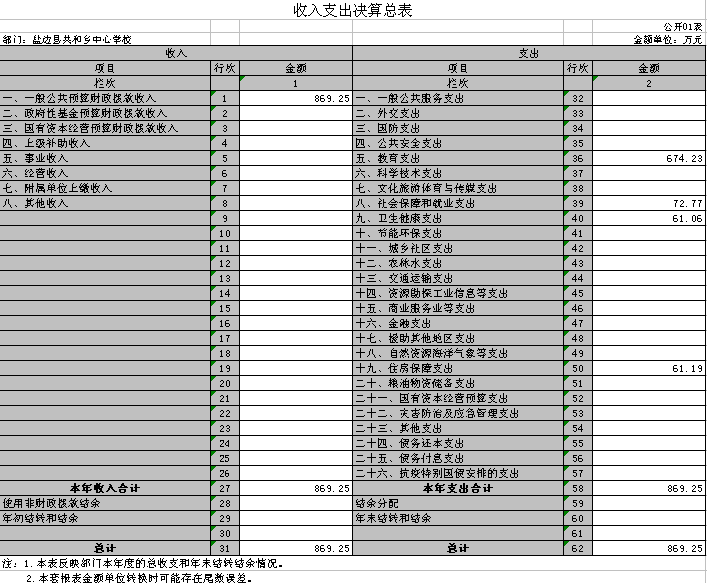 收入支出决算总表
公开01表
部门：盐边县共和乡中心学校 金额单位：万元
收入 支出
项目 行次 金额 项目 行次 金额
栏次 1 栏次 2
一、一般公共预算财政拨款收入 1 869.25 一、一般公共服务支出 32
二、政府性基金预算财政拨款收入 2 二、外交支出 33
三、国有资本经营预算财政拨款收入 3 三、国防支出 34
四、上级补助收入 4 四、公共安全支出 35
五、事业收入 5 五、教育支出 36 674.23
六、经营收入 6 六、科学技术支出 37
七、附属单位上缴收入 7 七、文化旅游体育与传媒支出 38
八、其他收入 8 八、社会保障和就业支出 39 72.77
9 九、卫生健康支出 40 61.06
10 十、节能环保支出 41
11 十一、城乡社区支出 42
12 十二、农林水支出 43
13 十三、交通运输支出 44
14 十四、资源勘探工业信息等支出 45
15 十五、商业服务业等支出 46
16 十六、金融支出 47
17 十七、援助其他地区支出 48
18 十八、自然资源海洋气象等支出 49
19 十九、住房保障支出 50 61.19
20 二十、粮油物资储备支出 51
21 二十一、国有资本经营预算支出 52
22 二十二、灾害防治及应急管理支出 53
23 二十三、其他支出 54
24 二十四、债务还本支出 55
25 二十五、债务付息支出 56
26 二十六、抗疫特别国债安排的支出 57
本年收入合计 27 869.25 本年支出合计 58 869.25
使用非财政拨款结余 28 结余分配 59
年初结转和结余 29 年末结转和结余 60
30 61
总计 31 869.25 总计 62 869.25
注：1.本表反映部门本年度的总收支和年末结转结余情况。
2.本套报表金额单位转换时可能存在尾数误差。